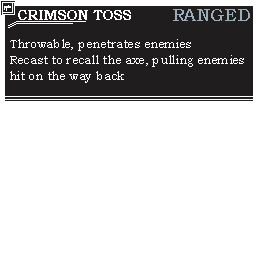 CRIMSON TOSS RANGED
Throwable, penetrates enemies
Recast to recall the axe, pulling enemies
hit on the way back